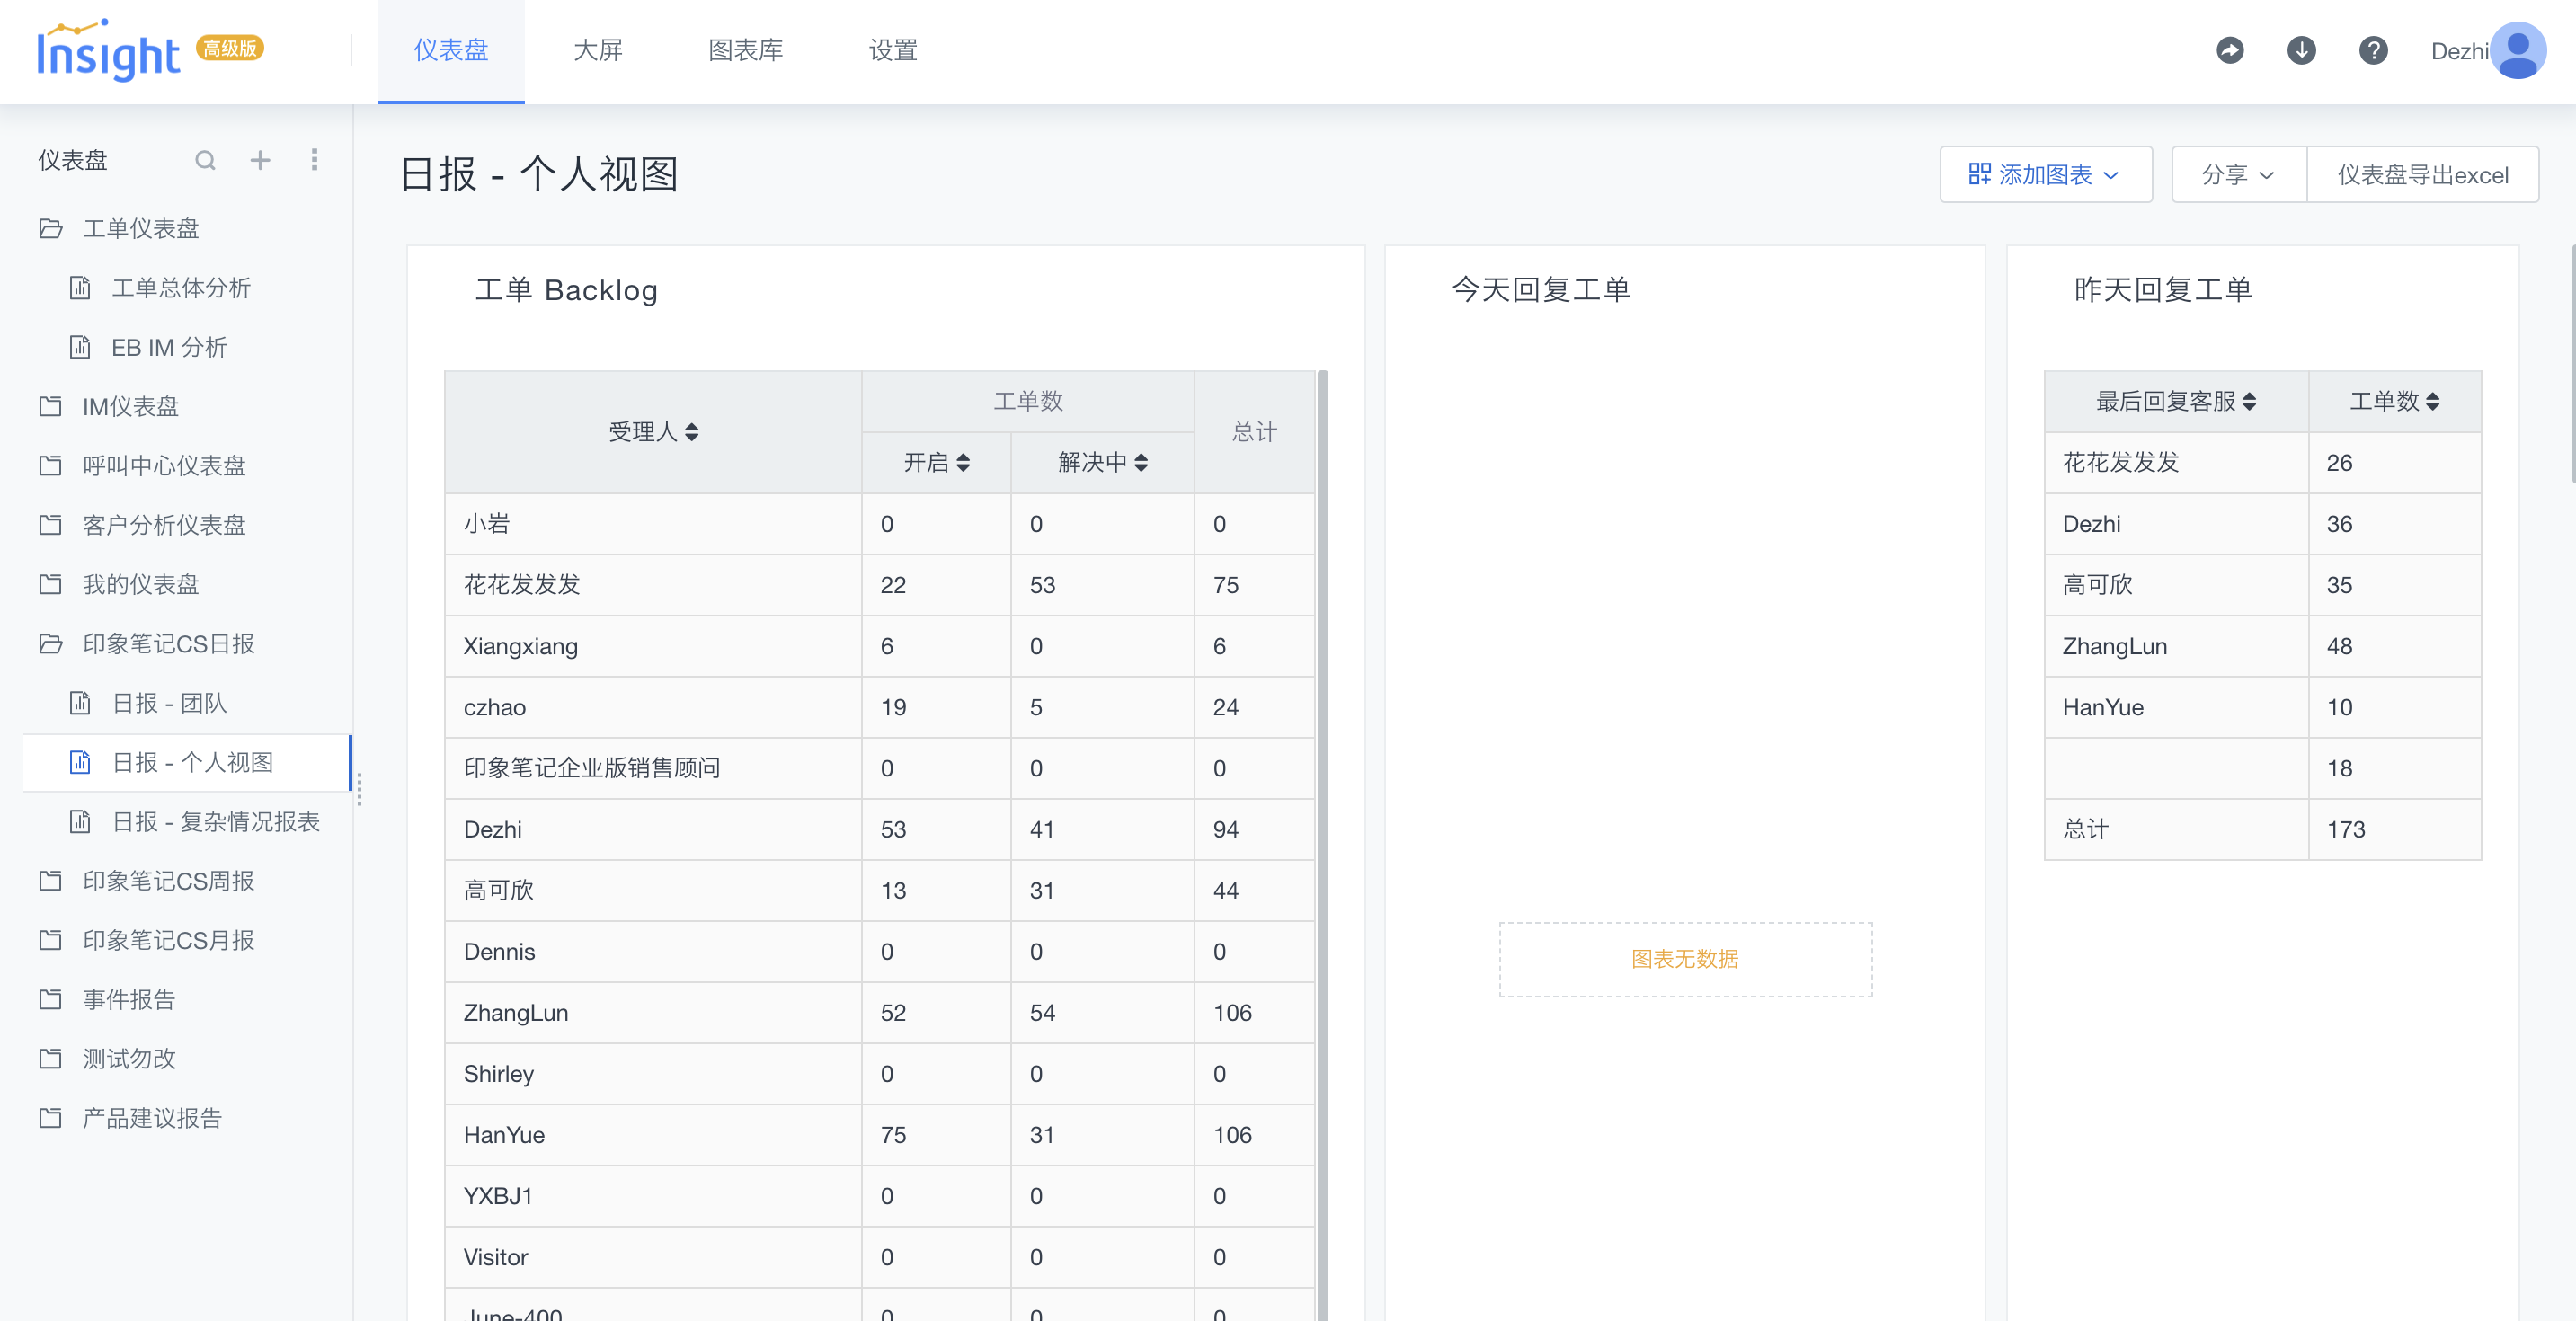 Insight 高级版
仪表盘 大屏 图表库 设置
Dezhi
仪表盘
工单仪表盘
工单总体分析
EB IM 分析
IM仪表盘
呼叫中心仪表盘
客户分析仪表盘
我的仪表盘
印象笔记CS日报
日报 - 团队
日报 - 个人视图
日报 - 复杂情况报表
印象笔记CS周报
印象笔记CS月报
事件报告
测试勿改
产品建议报告
日报 - 个人视图
添加图表 分享 仪表盘导出excel
工单 Backlog
受理人 工单数 总计
开启 解决中
小岩 0 0 0
花花发发发 22 53 75
Xiangxiang 6 0 6
czhao 19 5 24
印象笔记企业版销售顾问 0 0 0
Dezhi 53 41 94
高可欣 13 31 44
Dennis 0 0 0
ZhangLun 52 54 106
Shirley 0 0 0
HanYue 75 31 106
YXBJ1 0 0 0
Visitor 0 0 0
June-400 0 0 0
今天回复工单
图表无数据
昨天回复工单
最后回复客服 工单数
花花发发发 26
Dezhi 36
高可欣 35
ZhangLun 48
HanYue 10
18
总计 173